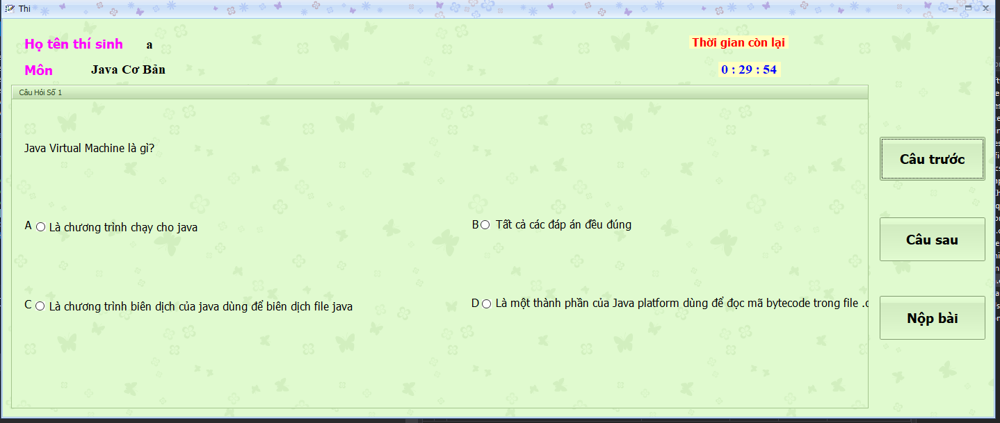 Thi
Họ tên thí sinh a
Thời gian còn lại
Môn Java Cơ Bản
0 : 29 : 54
Câu Hỏi Số 1
Java Virtual Machine là gì?
Câu trước
A Là chương trình chạy cho java
B Tất cả các đáp án đều đúng
Câu sau
C Là chương trình biên dịch của java dùng để biên dịch file java
D Là một thành phần của Java platform dùng để đọc mã bytecode trong file
Nộp bài